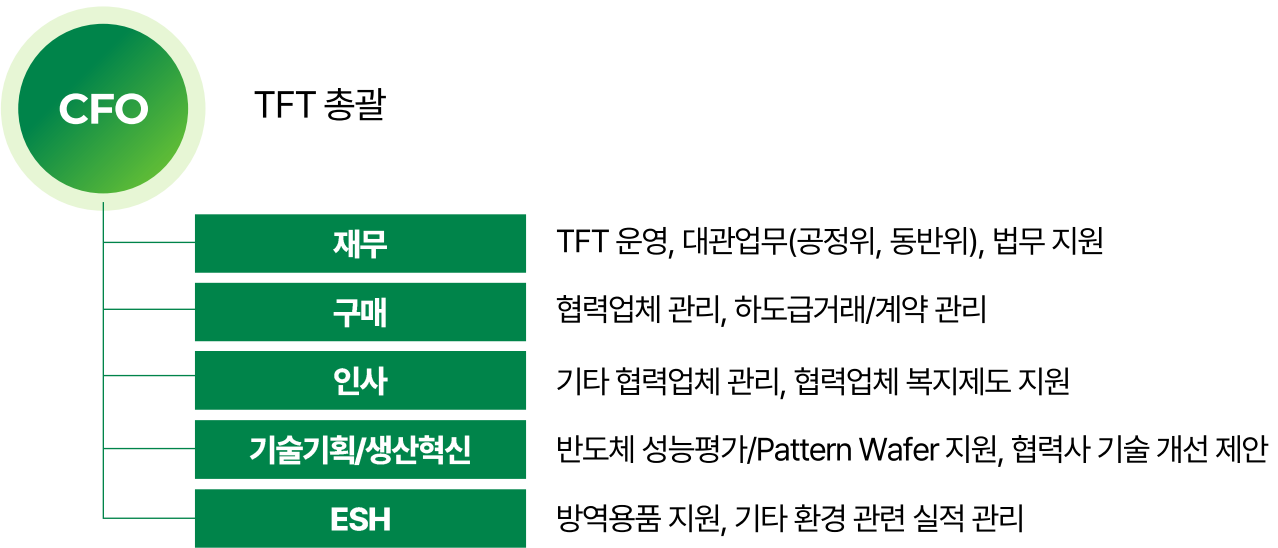 CFO
TFT 총괄
재무
TFT 운영, 대관업무(공정위, 동반위), 법무 지원
구매
협력업체 관리, 하도급거래/계약 관리
인사
기타 협력업체 관리, 협력업체 복지제도 지원
기술기획/생산혁신
반도체 성능평가/Pattern Wafer 지원, 협력사 기술 개선 제안
ESH
방역용품 지원, 기타 환경 관련 실적 관리